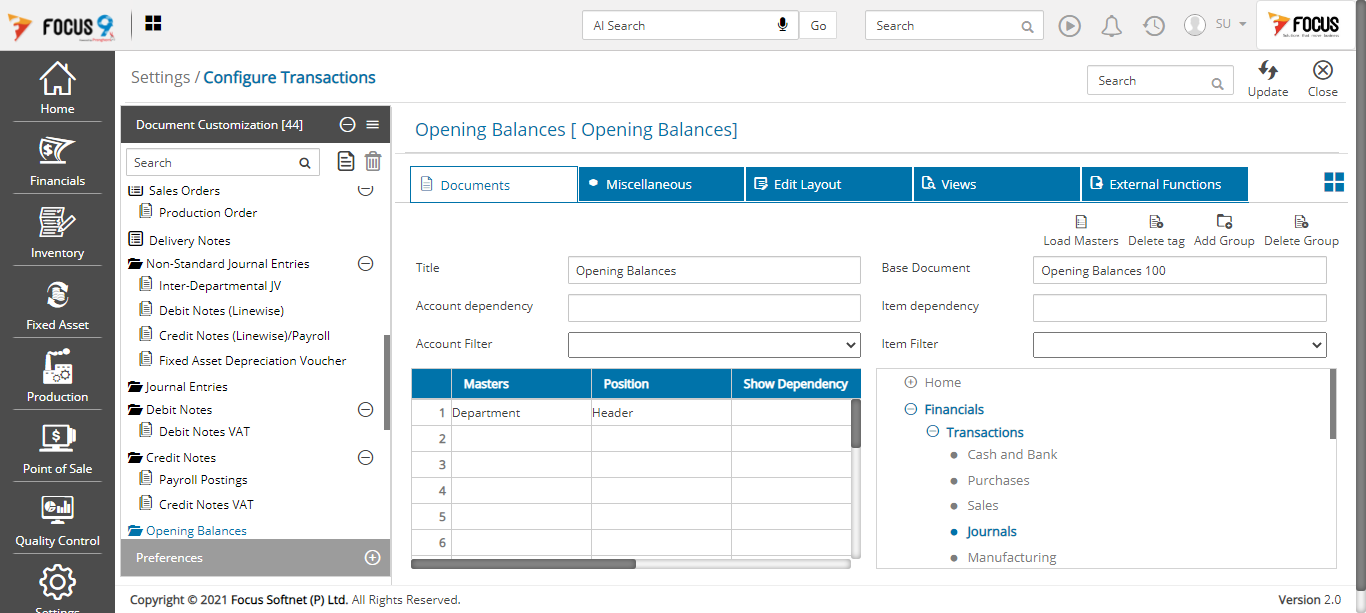 FOCUS 9
AI Search
Go
Search
SU
FOCUS
Home
Financials
Inventory
Fixed Asset
Production
Point of Sale
Quality Control
Settings
Settings / Configure Transactions
Search
Update
Close
Document Customization [44]
Search
Sales Orders
Production Order
Delivery Notes
Non-Standard Journal Entries
Inter-Departmental JV
Debit Notes (Linewise)
Credit Notes (Linewise)/Payroll
Fixed Asset Depreciation Voucher
Journal Entries
Debit Notes
Debit Notes VAT
Credit Notes
Payroll Postings
Credit Notes VAT
Opening Balances
Preferences
Opening Balances [ Opening Balances]
Documents
Miscellaneous
Edit Layout
Views
External Functions
Load Masters
Delete tag
Add Group
Delete Group
Title
Opening Balances
Base Document
Opening Balances 100
Account dependency
Item dependency
Account Filter
Item Filter
Masters Position Show Dependency
1 Department Header
2
3
4
5
6
Home
Financials
Transactions
Cash and Bank
Purchases
Sales
Journals
Manufacturing
Copyright © 2021 Focus Softnet (P) Ltd. All Rights Reserved.
Version 2.0